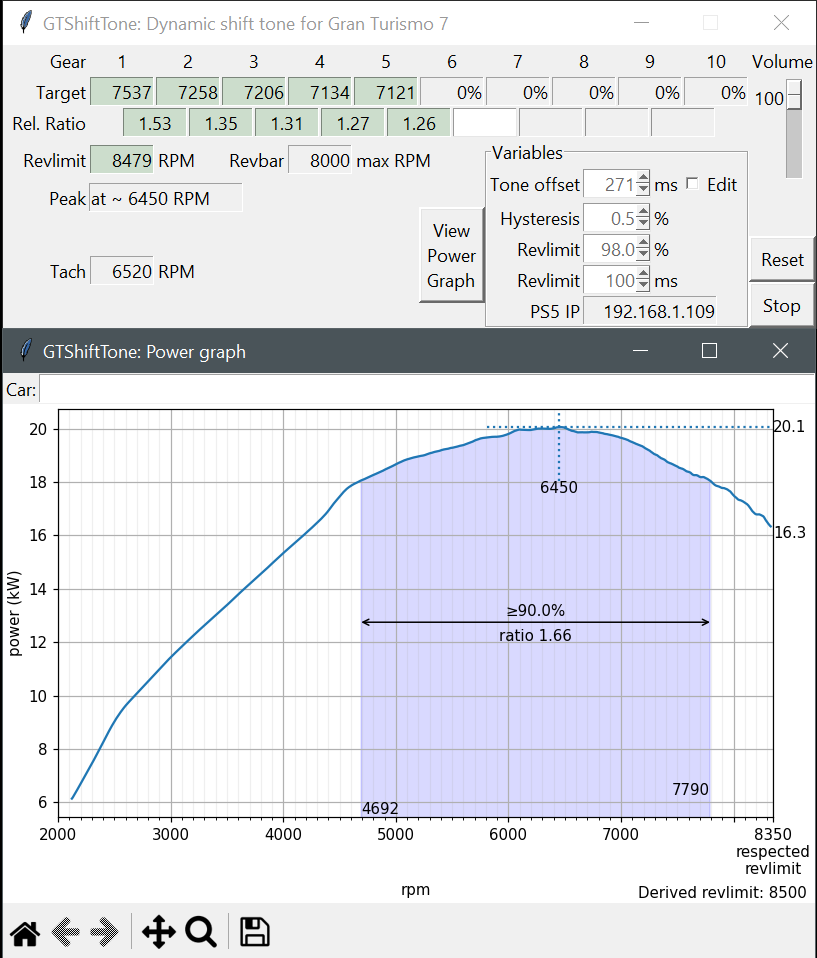 GTShiftTone: Dynamic shift tone for Gran Turismo 7
Gear 1 2 3 4 5 6 7 8 9 10 Volume
Target 7537 7258 7206 7134 7121 0% 0% 0% 0% 0% 100
Rel. Ratio 1.53 1.35 1.31 1.27 1.26
Revlimit 8479 RPM Revbar 8000 max RPM
Variables
Peak at ~ 6450 RPM
Tone offset 271 ms Edit
Hysteresis 0.5 %
Revlimit 98.0 %
Revlimit 100 ms
PS5 IP 192.168.1.109
View
Power
Graph
Tach 6520 RPM
Reset
Stop
GTShiftTone: Power graph
Car:
20.1
6450
16.3
≥90.0%
ratio 1.66
7790
4692
power (kW)
20
18
16
14
12
10
8
6
2000 3000 4000 5000 6000 7000 8350
respected
revlimit
rpm
Derived revlimit: 8500